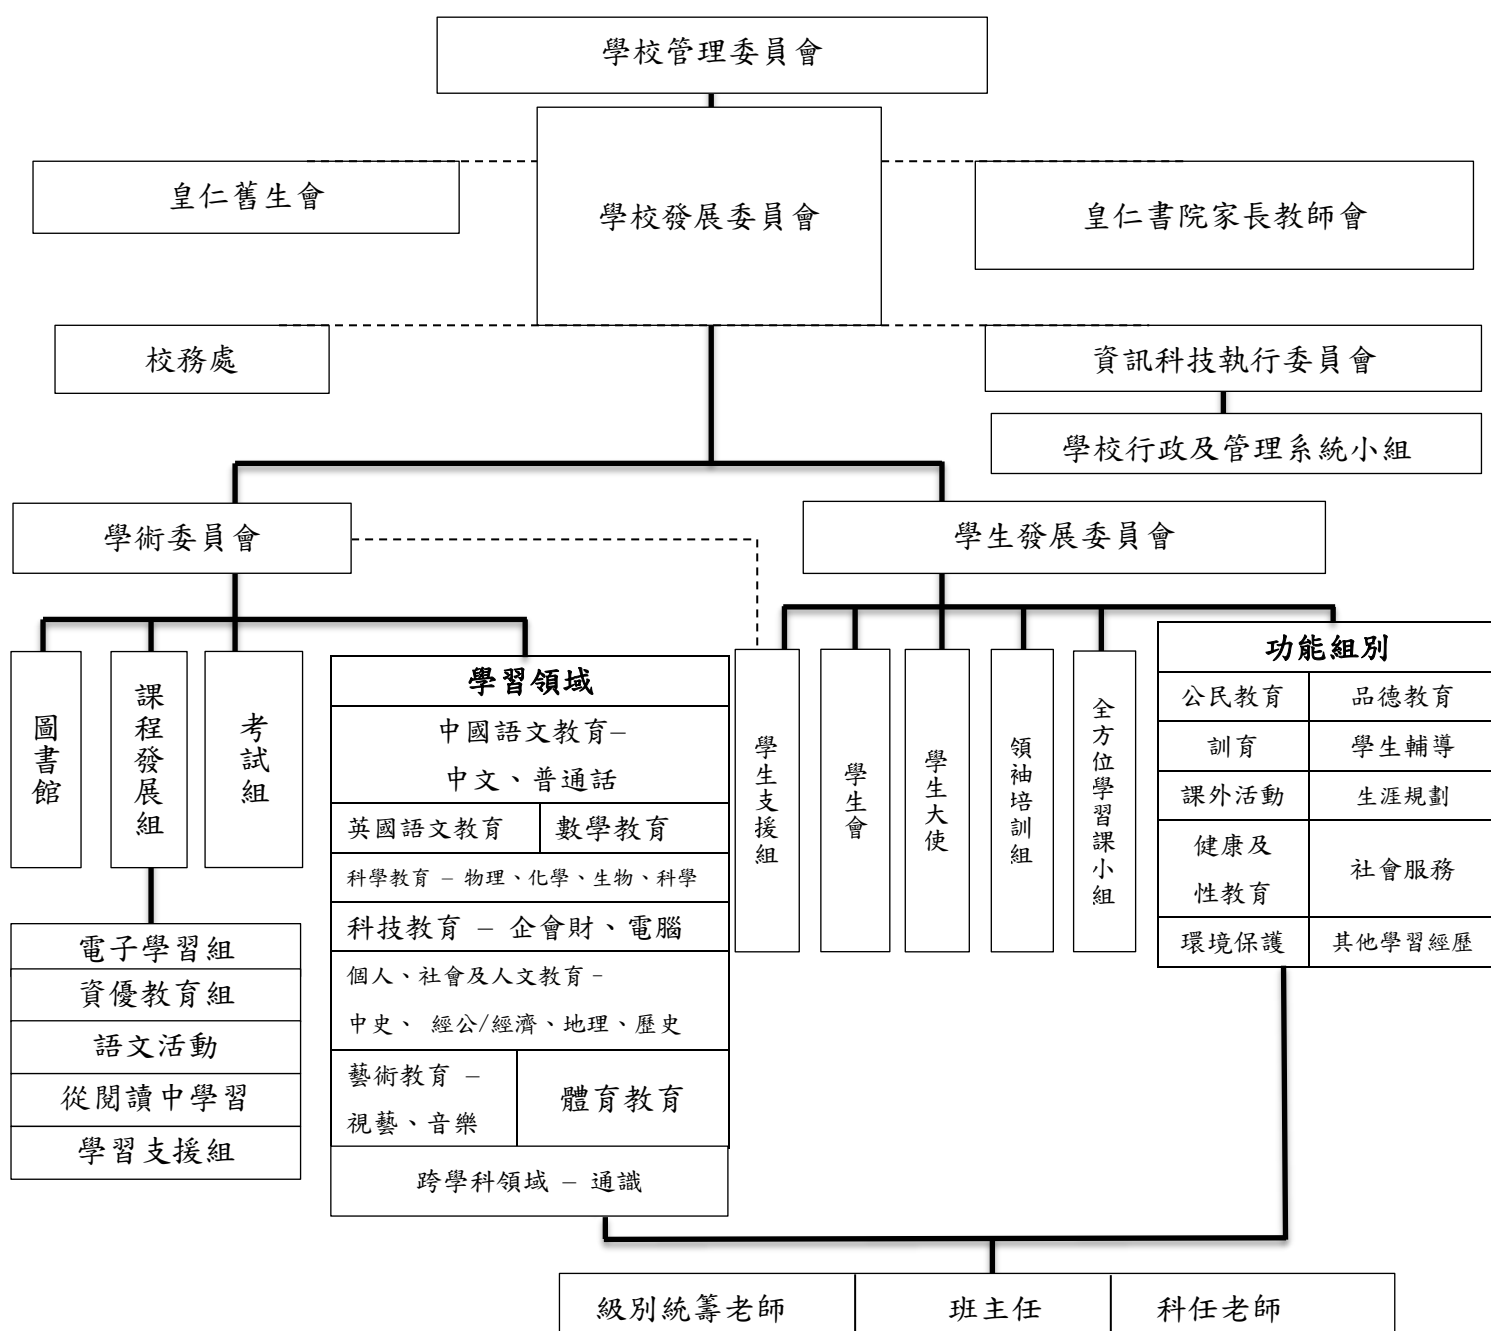 學校管理委員會
皇仁舊生會
學校發展委員會
皇仁書院家長教師會
校務處
資訊科技執行委員會
學校行政及管理系統小組
學術委員會
學生發展委員會
圖書館
課程發展組
考試組
電子學習組
資優教育組
語文活動
從閱讀中學習
學習支援組
學習領域
中國語文教育–
中文、普通話
英國語文教育
數學教育
科學教育 – 物理、化學、生物、科學
科技教育 – 企會財、電腦
個人、社會及人文教育 -
中史、 經公/經濟、地理、歷史
藝術教育 –
視藝、音樂
體育教育
跨學科領域 – 通識
學生支援組
學生會
學生大使
領袖培訓組
全方位學習課小組
功能組別
公民教育
品德教育
訓育
學生輔導
課外活動
生涯規劃
健康及
性教育
社會服務
環境保護
其他學習經歷
級別統籌老師
班主任
科任老師